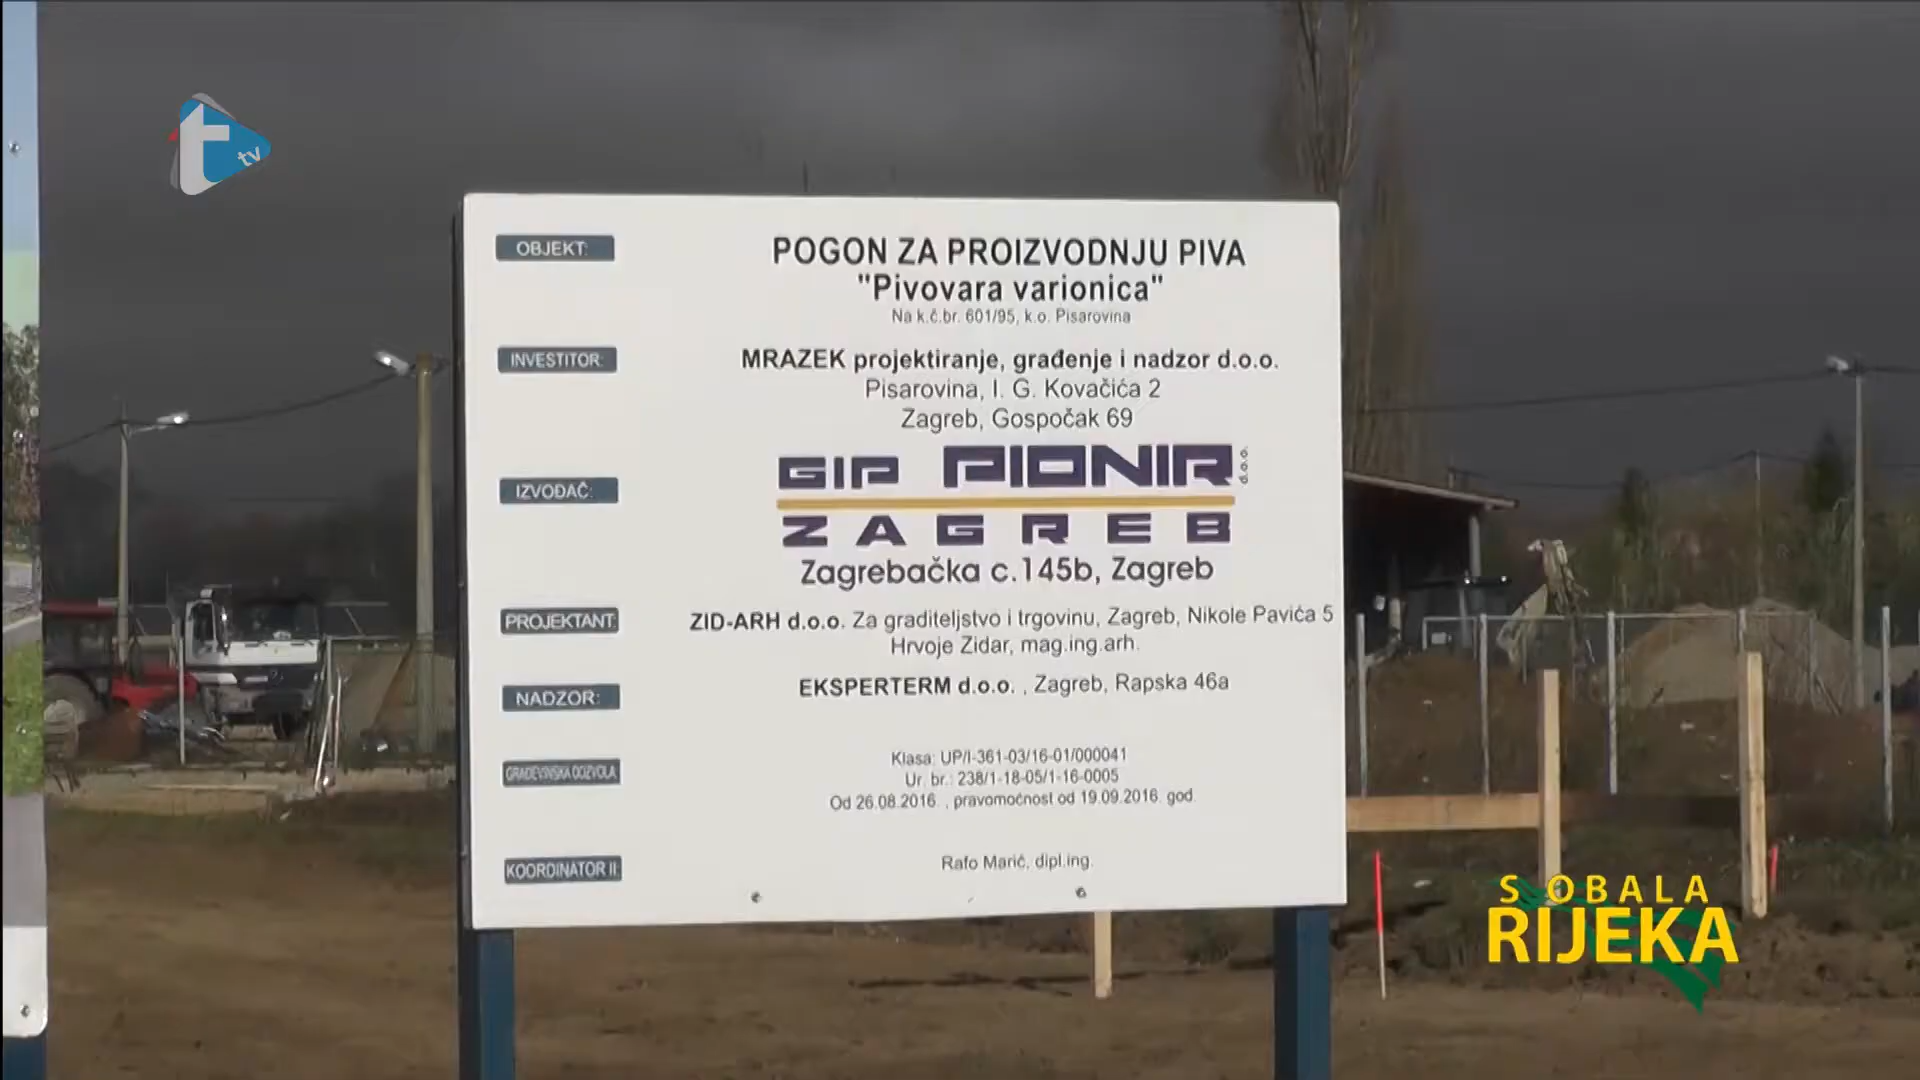 t tv
OBJEKT:
POGON ZA PROIZVODNJU PIVA
"Pivovara varionica"
Na k.č.br. 601/95, k.o. Pisarovina
INVESTITOR:
MRAZEK projektiranje, građenje i nadzor d.o.o.
Pisarovina, I. G. Kovačića 2
Zagreb, Gospočak 69
IZVOĐAČ:
GIP PIONIR d.o.o.
ZAGREB
Zagrebačka c.145b, Zagreb
PROJEKTANT:
ZID-ARH d.o.o. Za graditeljstvo i trgovinu, Zagreb, Nikole Pavića 5
Hrvoje Zidar, mag.ing.arh.
NADZOR:
EKSPERTERM d.o.o. , Zagreb, Rapska 46a
GRAĐEVINSKA DOZVOLA:
Klasa: UP/I-361-03/16-01/000041
Ur. br.: 238/1-18-05/1-16-0005
Od 26.08.2016. , pravomoćnost od 19.09.2016. god.
KOORDINATOR II:
Rafo Marić, dipl.ing.
S OBALA
RIJEKA